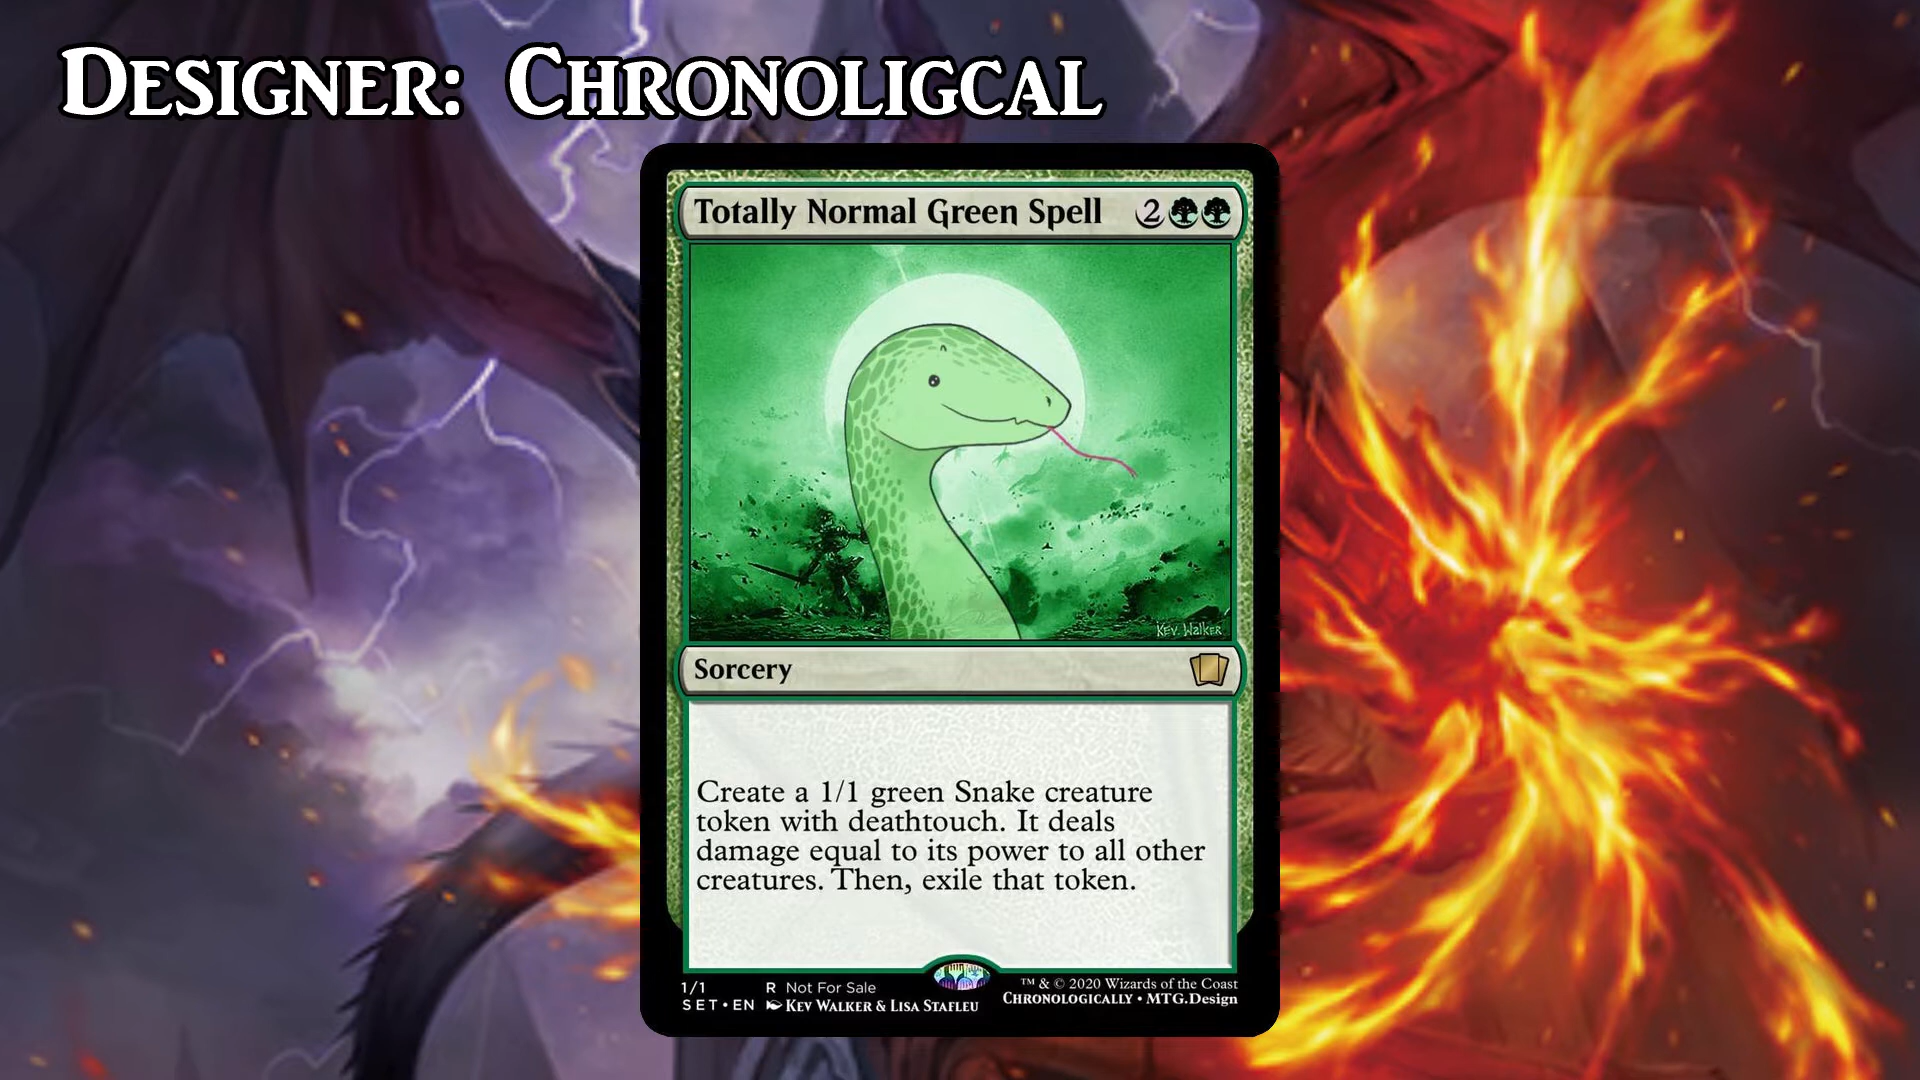 Designer: Chronoligcal
Totally Normal Green Spell 2
Kev Walker
Sorcery
Create a 1/1 green Snake creature
token with deathtouch. It deals
damage equal to its power to all other
creatures. Then, exile that token.
1/1 R Not For Sale
SET • EN Kev Walker & Lisa Stafleu
™ & © 2020 Wizards of the Coast
Chronologically • MTG.Design